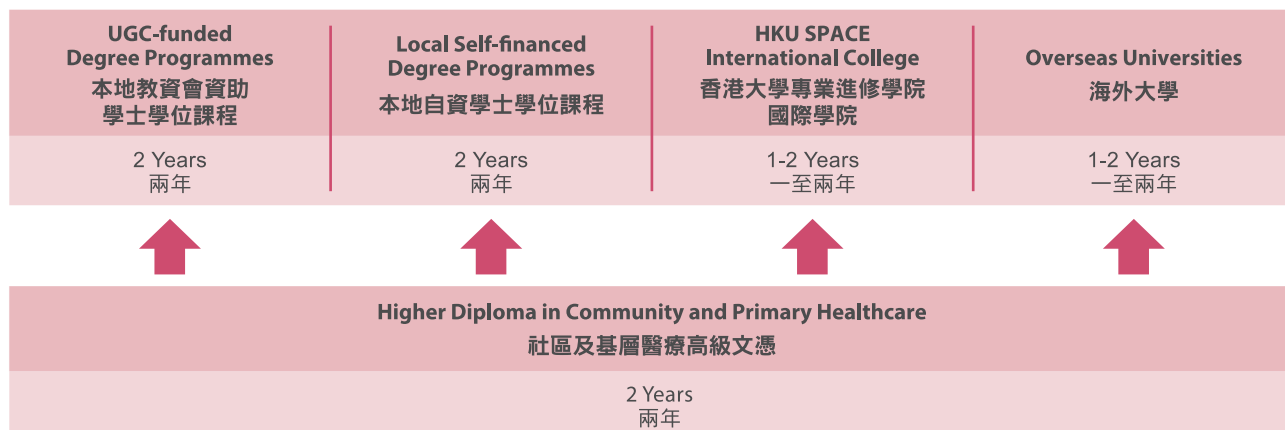 UGC-funded
Degree Programmes
本地教資會資助
學士學位課程
2 Years
兩年
Local Self-financed
Degree Programmes
本地自資學士學位課程
2 Years
兩年
HKU SPACE
International College
香港大學專業進修學院
國際學院
1-2 Years
一至兩年
Overseas Universities
海外大學
1-2 Years
一至兩年
Higher Diploma in Community and Primary Healthcare
社區及基層醫療高級文憑
2 Years
兩年